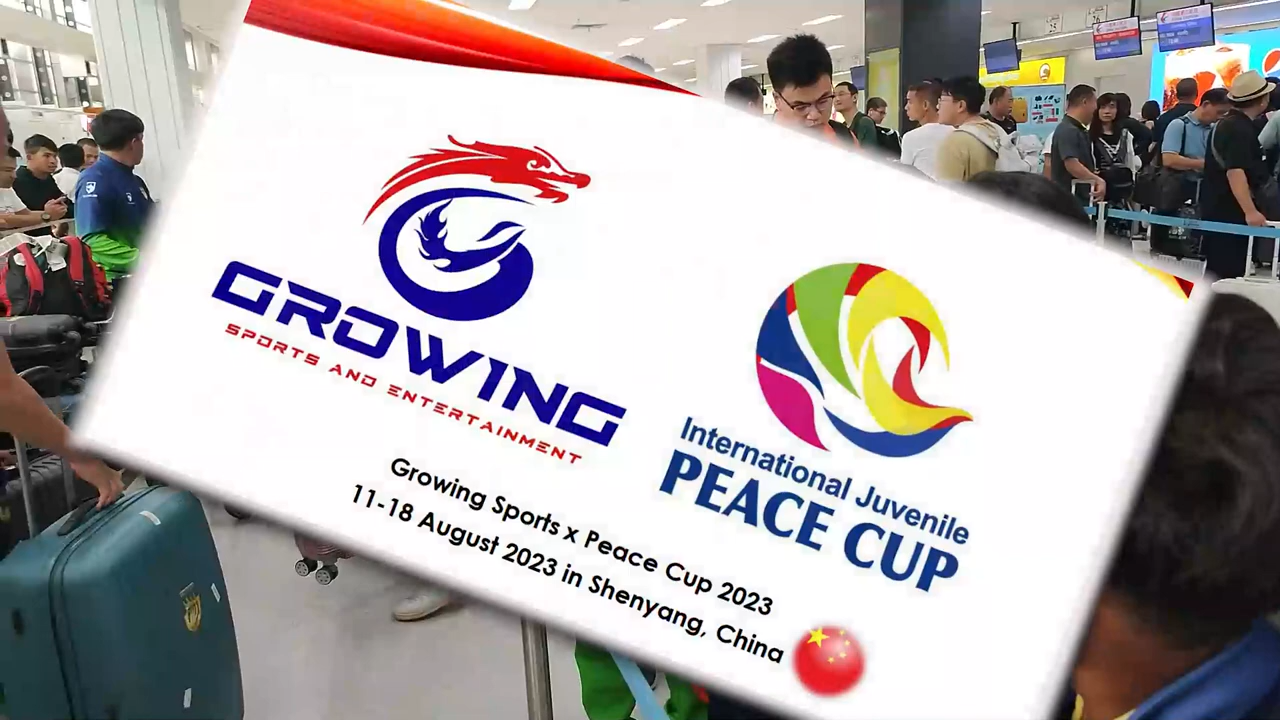 GROWING
SPORTS AND ENTERTAINMENT
International Juvenile
PEACE CUP
Growing Sports x Peace Cup 2023
11-18 August 2023 in Shenyang, China